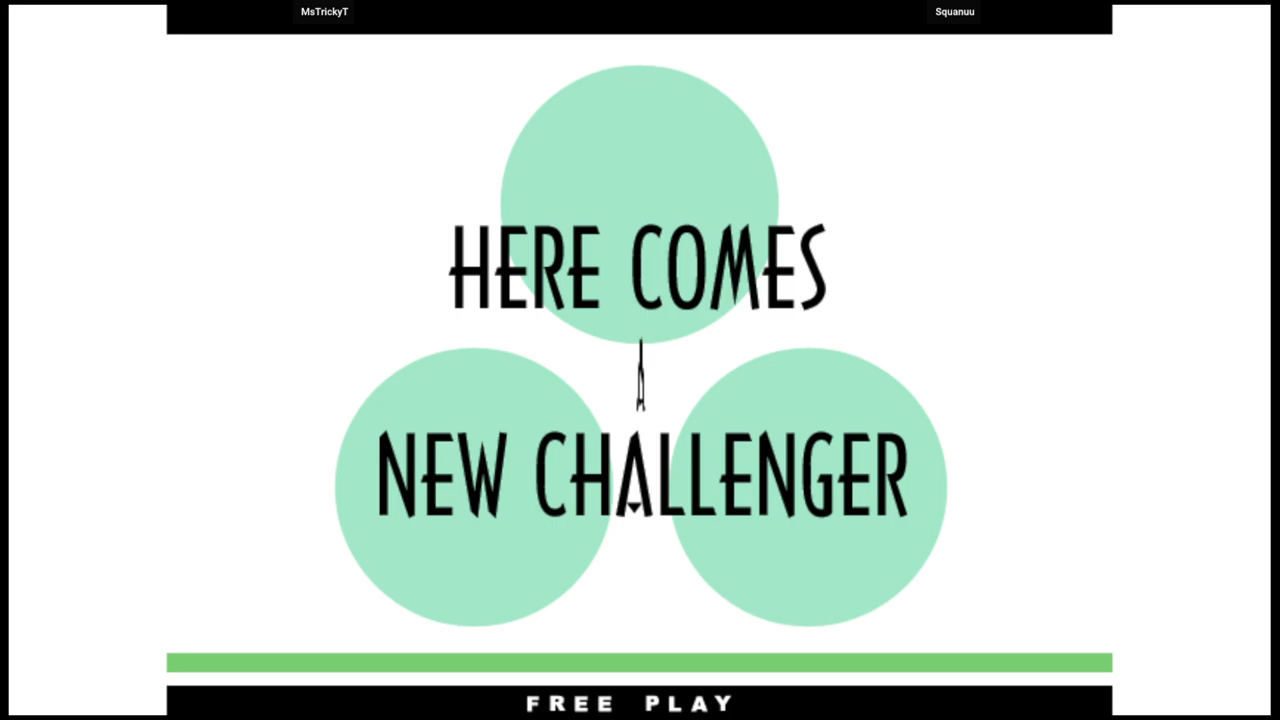 MsTrickyT Squanuu
HERE COMES
A
NEW CHALLENGER
FREE PLAY